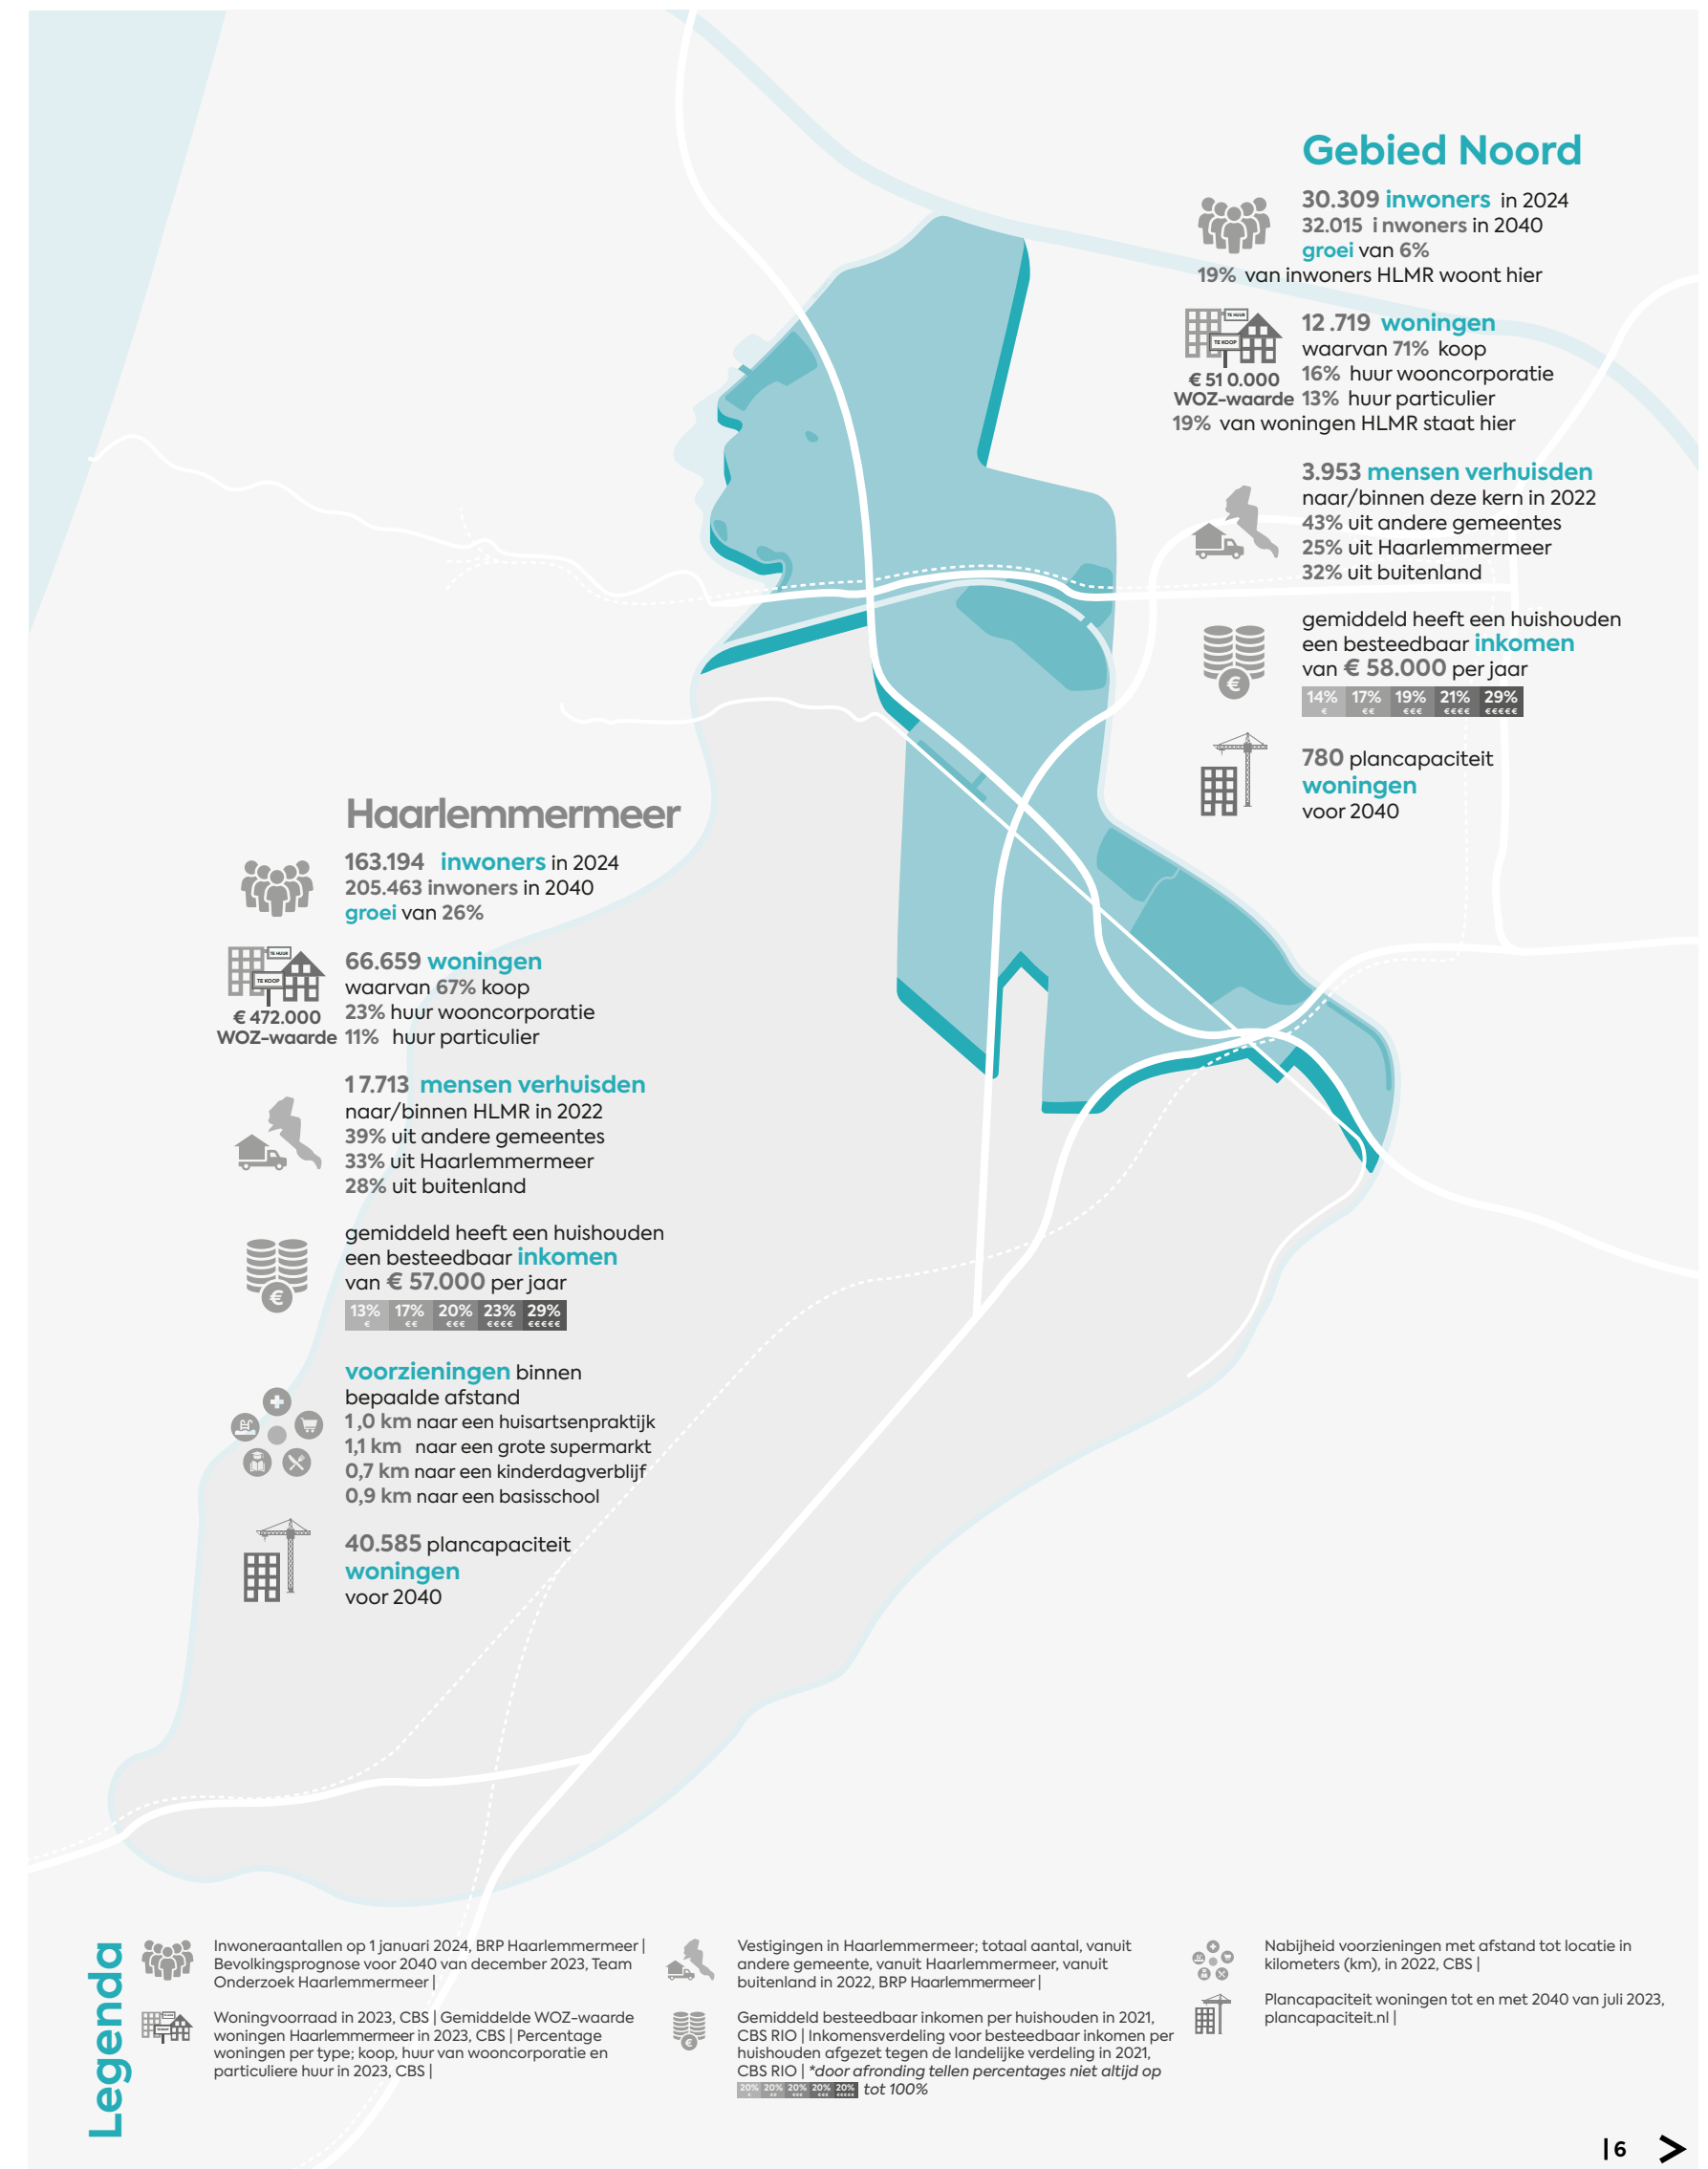 Gebied Noord
30.309 inwoners in 2024
32.015 inwoners in 2040
groei van 6%
19% van inwoners HLMR woont hier
TE HUUR
TE KOOP
12.719 woningen
waarvan 71% koop
€ 510.000
16% huur wooncorporatie
WOZ-waarde 13% huur particulier
19% van woningen HLMR staat hier
3.953 mensen verhuisden
naar/binnen deze kern in 2022
43% uit andere gemeentes
25% uit Haarlemmermeer
32% uit buitenland
gemiddeld heeft een huishouden
een besteedbaar inkomen
van € 58.000 per jaar
14% 17% 19% 21% 29%
€ €€ €€€ €€€€ €€€€€
780 plancapaciteit
woningen
voor 2040
Haarlemmermeer
163.194 inwoners in 2024
205.463 inwoners in 2040
groei van 26%
TE HUUR
TE KOOP
66.659 woningen
waarvan 67% koop
€ 472.000
23% huur wooncorporatie
WOZ-waarde 11% huur particulier
17.713 mensen verhuisden
naar/binnen HLMR in 2022
39% uit andere gemeentes
33% uit Haarlemmermeer
28% uit buitenland
gemiddeld heeft een huishouden
een besteedbaar inkomen
van € 57.000 per jaar
13% 17% 20% 23% 29%
€ €€ €€€ €€€€ €€€€€
voorzieningen binnen
bepaalde afstand
1,0 km naar een huisartsenpraktijk
1,1 km naar een grote supermarkt
0,7 km naar een kinderdagverblijf
0,9 km naar een basisschool
40.585 plancapaciteit
woningen
voor 2040
Legenda
Inwoneraantallen op 1 januari 2024, BRP Haarlemmermeer |
Bevolkingsprognose voor 2040 van december 2023, Team
Onderzoek Haarlemmermeer |
Woningvoorraad in 2023, CBS | Gemiddelde WOZ-waarde
woningen Haarlemmermeer in 2023, CBS | Percentage
woningen per type; koop, huur van wooncorporatie en
particuliere huur in 2023, CBS |
Vestigingen in Haarlemmermeer; totaal aantal, vanuit
andere gemeente, vanuit Haarlemmermeer, vanuit
buitenland in 2022, BRP Haarlemmermeer |
Gemiddeld besteedbaar inkomen per huishouden in 2021,
CBS RIO | Inkomensverdeling voor besteedbaar inkomen per
huishouden afgezet tegen de landelijke verdeling in 2021,
CBS RIO | *door afronding tellen percentages niet altijd op
20% 20% 20% 20% 20% tot 100%
Nabijheid voorzieningen met afstand tot locatie in
kilometers (km), in 2022, CBS |
Plancapaciteit woningen tot en met 2040 van juli 2023,
plancapaciteit.nl |
| 6